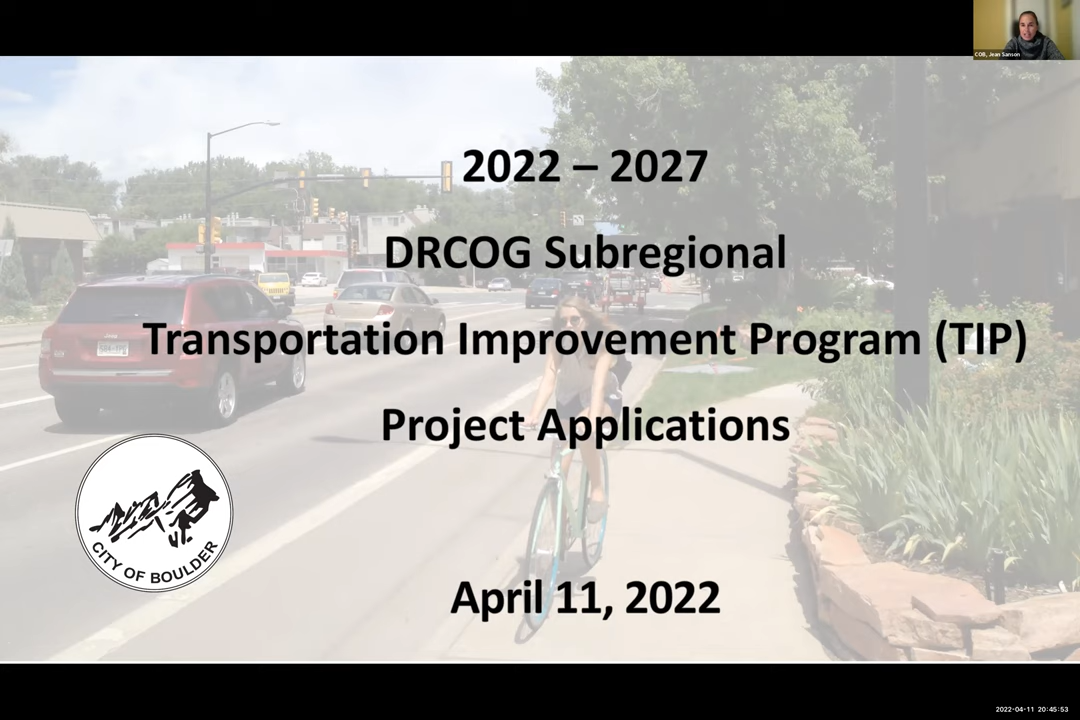 COB, Jean Sanson
2022 – 2027
DRCOG Subregional
Transportation Improvement Program (TIP)
Project Applications
CITY OF BOULDER
April 11, 2022
2022-04-11 20:45:53